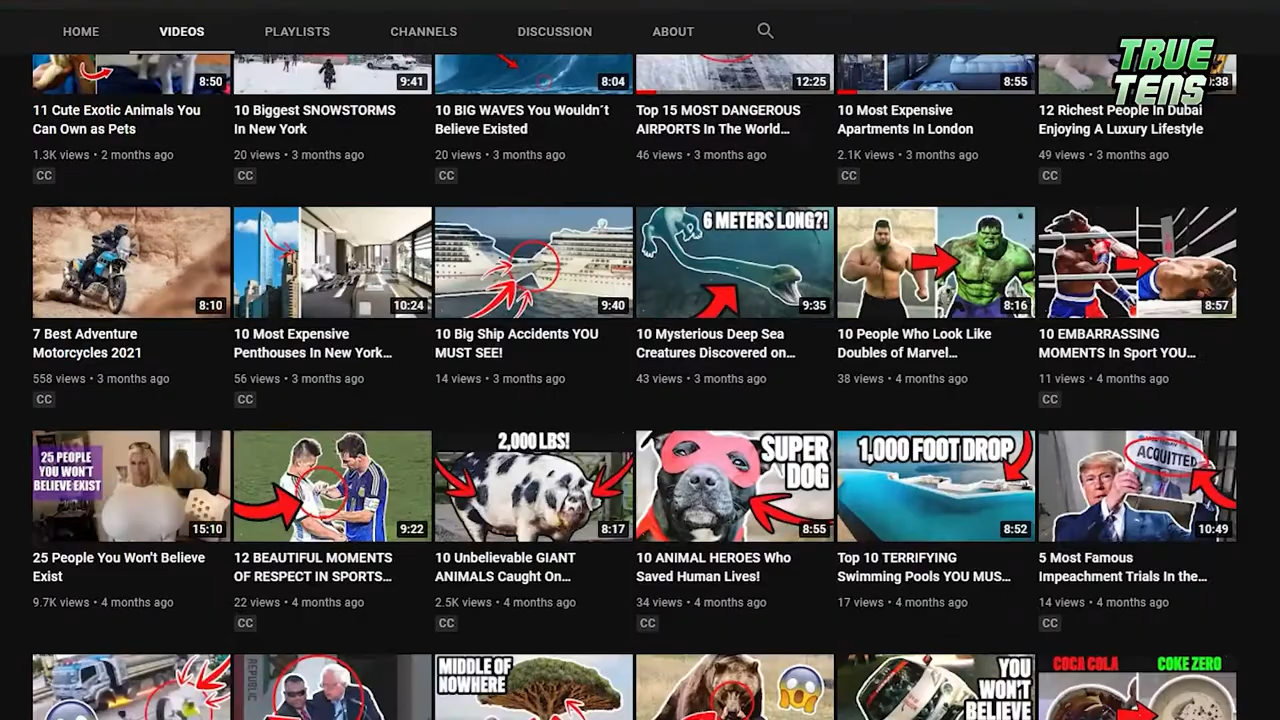 HOME VIDEOS PLAYLISTS CHANNELS DISCUSSION ABOUT
TRUE
TENS
8:50 9:41 8:04 12:25 8:55 :38
11 Cute Exotic Animals You
Can Own as Pets
1.3K views • 2 months ago
CC
10 Biggest SNOWSTORMS
In New York
20 views • 3 months ago
CC
10 BIG WAVES You Wouldn´t
Believe Existed
20 views • 3 months ago
CC
Top 15 MOST DANGEROUS
AIRPORTS In The World...
46 views • 3 months ago
10 Most Expensive
Apartments In London
2.1K views • 3 months ago
CC
12 Richest People In Dubai
Enjoying A Luxury Lifestyle
49 views • 3 months ago
CC
8:10
7 Best Adventure
Motorcycles 2021
558 views • 3 months ago
CC
10:24
10 Most Expensive
Penthouses In New York...
56 views • 3 months ago
CC
9:40
10 Big Ship Accidents YOU
MUST SEE!
14 views • 3 months ago
6 METERS LONG?!
9:35
10 Mysterious Deep Sea
Creatures Discovered on...
43 views • 3 months ago
8:16
10 People Who Look Like
Doubles of Marvel...
38 views • 4 months ago
8:57
10 EMBARRASSING
MOMENTS In Sport YOU...
11 views • 4 months ago
CC
25 PEOPLE
YOU WON'T
BELIEVE EXIST
15:10
25 People You Won't Believe
Exist
9.7K views • 4 months ago
9:22
12 BEAUTIFUL MOMENTS
OF RESPECT IN SPORTS...
22 views • 4 months ago
CC
2,000 LBS!
8:17
10 Unbelievable GIANT
ANIMALS Caught On...
2.5K views • 4 months ago
CC
SUPER
DOG
8:55
10 ANIMAL HEROES Who
Saved Human Lives!
34 views • 4 months ago
CC
1,000 FOOT DROP
8:52
Top 10 TERRIFYING
Swimming Pools YOU MUS...
17 views • 4 months ago
ACQUITTED
10:49
5 Most Famous
Impeachment Trials In the...
14 views • 4 months ago
CC
REPUBLIC
MIDDLE OF
NOWHERE
YOU
WON'T
BELIEVE
COCA COLA COKE ZERO